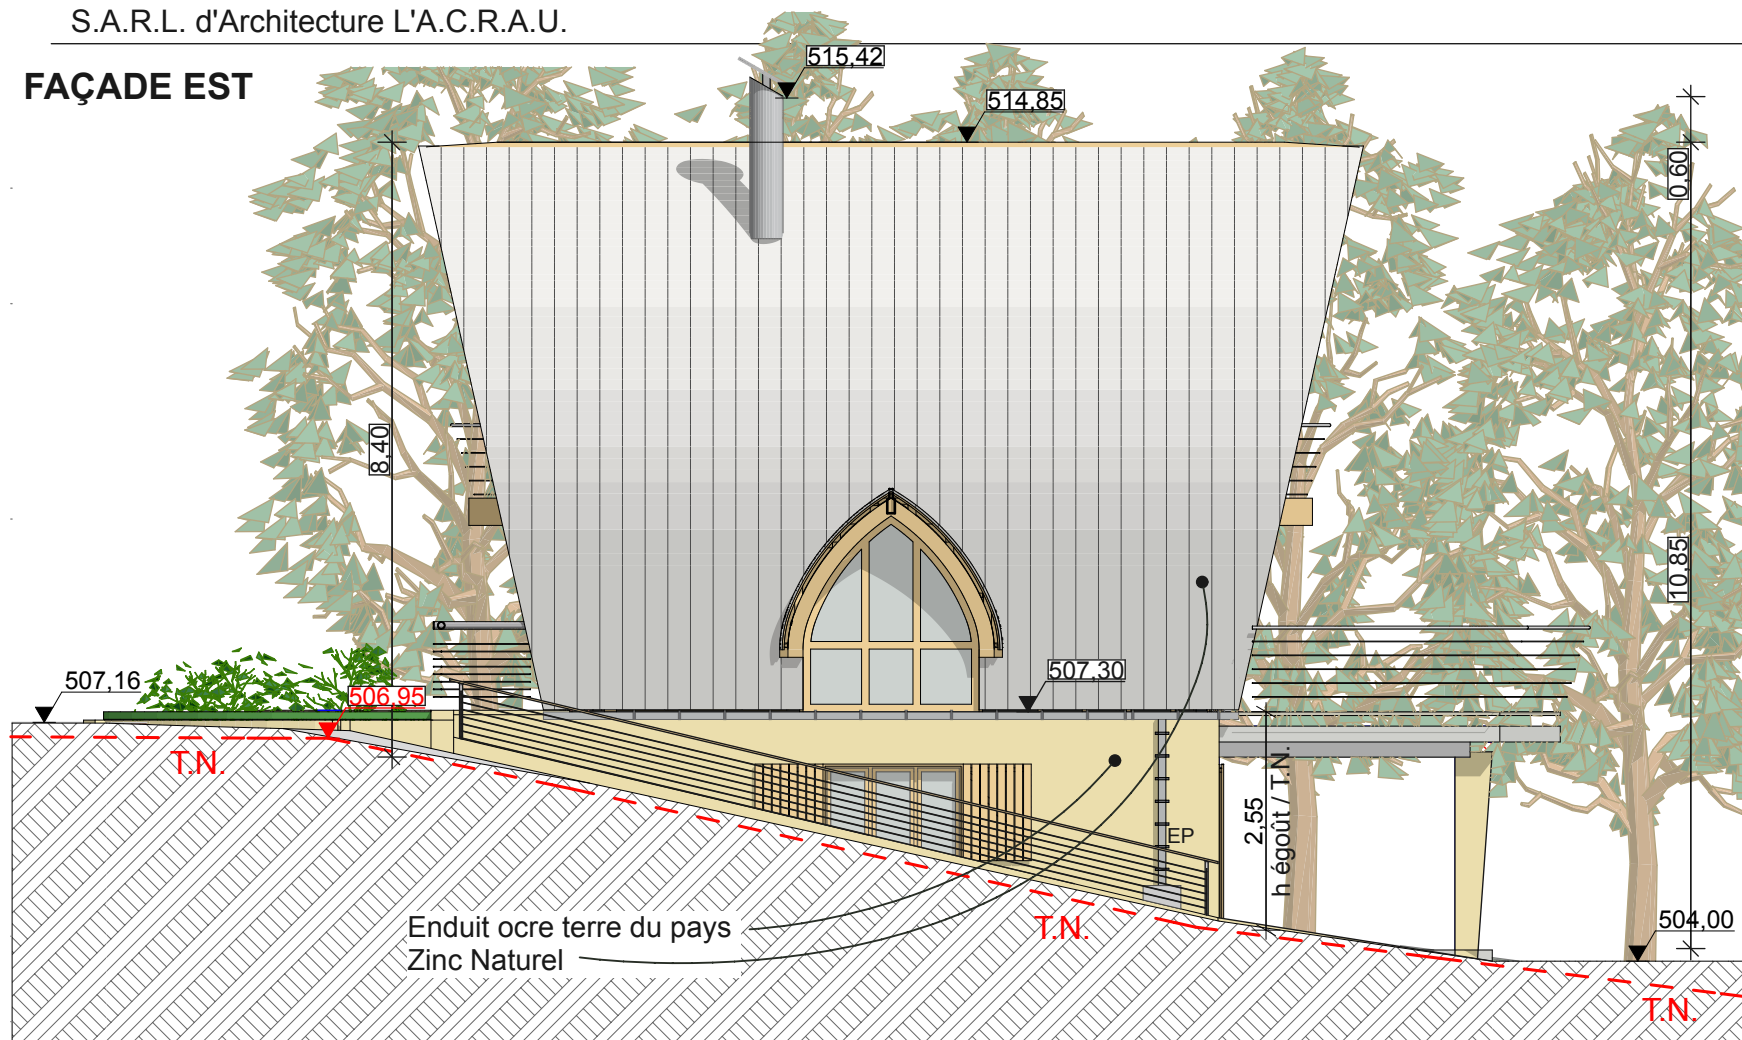 S.A.R.L. d'Architecture L'A.C.R.A.U.
FAÇADE EST
515,42
514,85
0,60
8,40
10,85
507,16
506,95
507,30
T.N.
2,55
h égoût / T.N.
EP
Enduit ocre terre du pays
Zinc Naturel
T.N.
504,00
T.N.